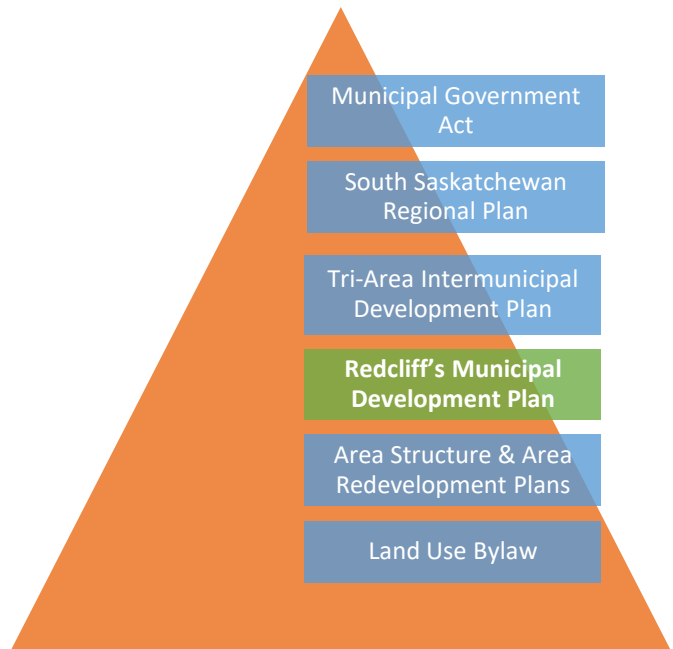 Municipal Government
Act
South Saskatchewan
Regional Plan
Tri-Area Intermunicipal
Development Plan
Redcliff’s Municipal
Development Plan
Area Structure & Area
Redevelopment Plans
Land Use Bylaw